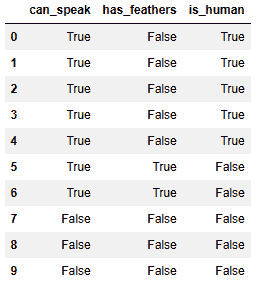 can_speak has_feathers is_human
0 True False True
1 True False True
2 True False True
3 True False True
4 True False True
5 True True False
6 True True False
7 False False False
8 False False False
9 False False False